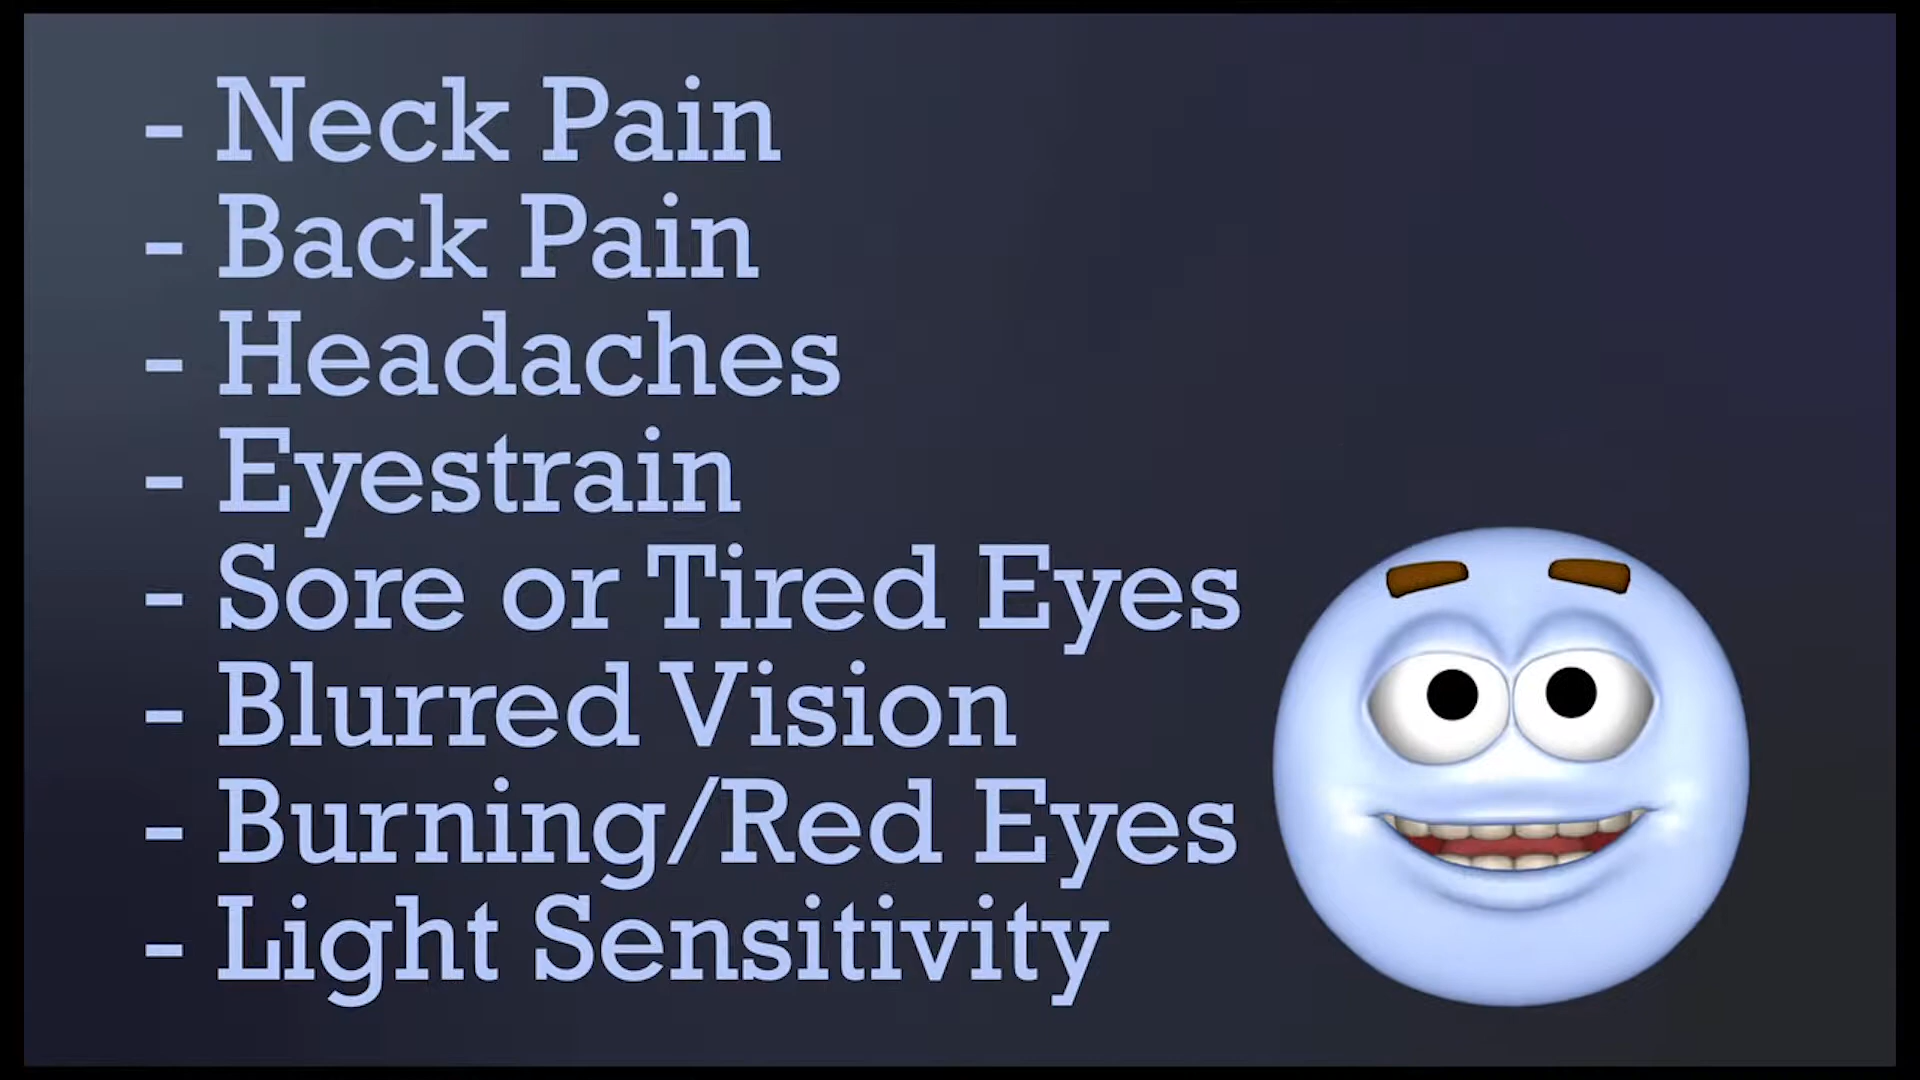 - Neck Pain
- Back Pain
- Headaches
- Eyestrain
- Sore or Tired Eyes
- Blurred Vision
- Burning/Red Eyes
- Light Sensitivity